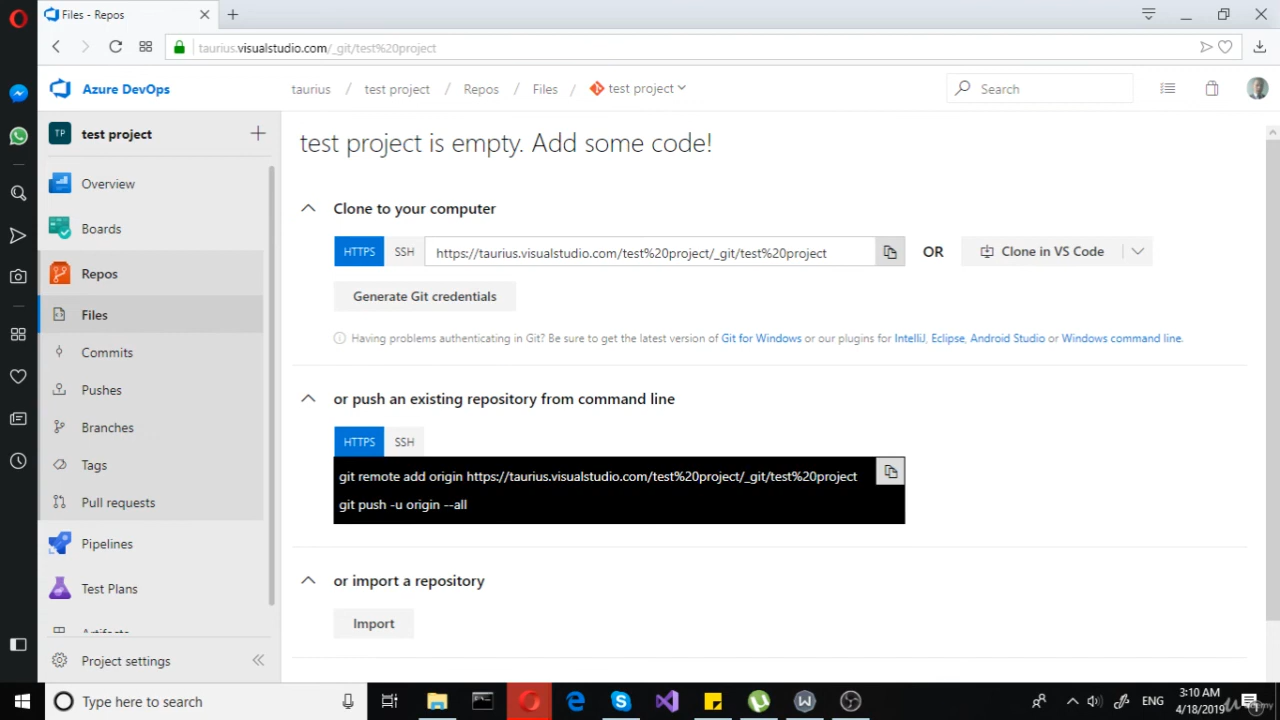 Files - Repos
taurius.visualstudio.com/_git/test%20project
Azure DevOps
taurius / test project / Repos / Files / test project
Search
TP test project
Overview
Boards
Repos
Files
Commits
Pushes
Branches
Tags
Pull requests
Pipelines
Test Plans
Artifacts
Project settings
test project is empty. Add some code!
Clone to your computer
HTTPS SSH https://taurius.visualstudio.com/test%20project/_git/test%20project OR Clone in VS Code
Generate Git credentials
Having problems authenticating in Git? Be sure to get the latest version of Git for Windows or our plugins for IntelliJ, Eclipse, Android Studio or Windows command line.
or push an existing repository from command line
HTTPS SSH
git remote add origin https://taurius.visualstudio.com/test%20project/_git/test%20project
git push -u origin --all
or import a repository
Import
Type here to search
ENG
3:10 AM
4/18/2019